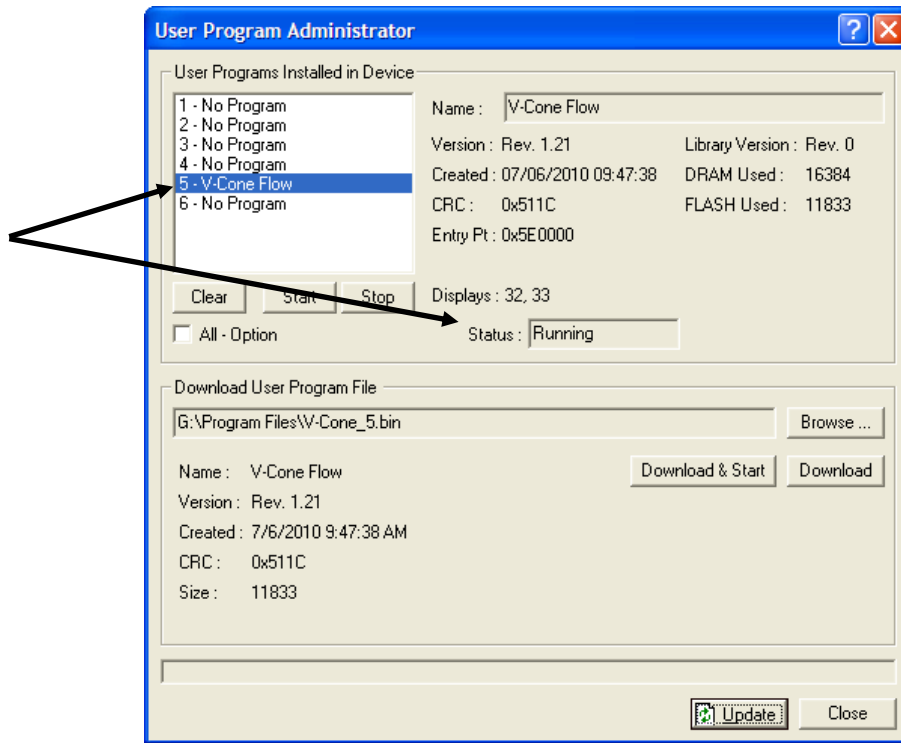 User Program Administrator
User Programs Installed in Device
1 - No Program
2 - No Program
3 - No Program
4 - No Program
5 - V-Cone Flow
6 - No Program
Name : V-Cone Flow
Version : Rev. 1.21 Library Version : Rev. 0
Created : 07/06/2010 09:47:38 DRAM Used : 16384
CRC : 0x511C FLASH Used : 11833
Entry Pt : 0x5E0000
Clear Start Stop Displays : 32, 33
All - Option Status : Running
Download User Program File
G:\Program Files\V-Cone_5.bin Browse ...
Name : V-Cone Flow Download & Start Download
Version : Rev. 1.21
Created : 7/6/2010 9:47:38 AM
CRC : 0x511C
Size : 11833
Update Close